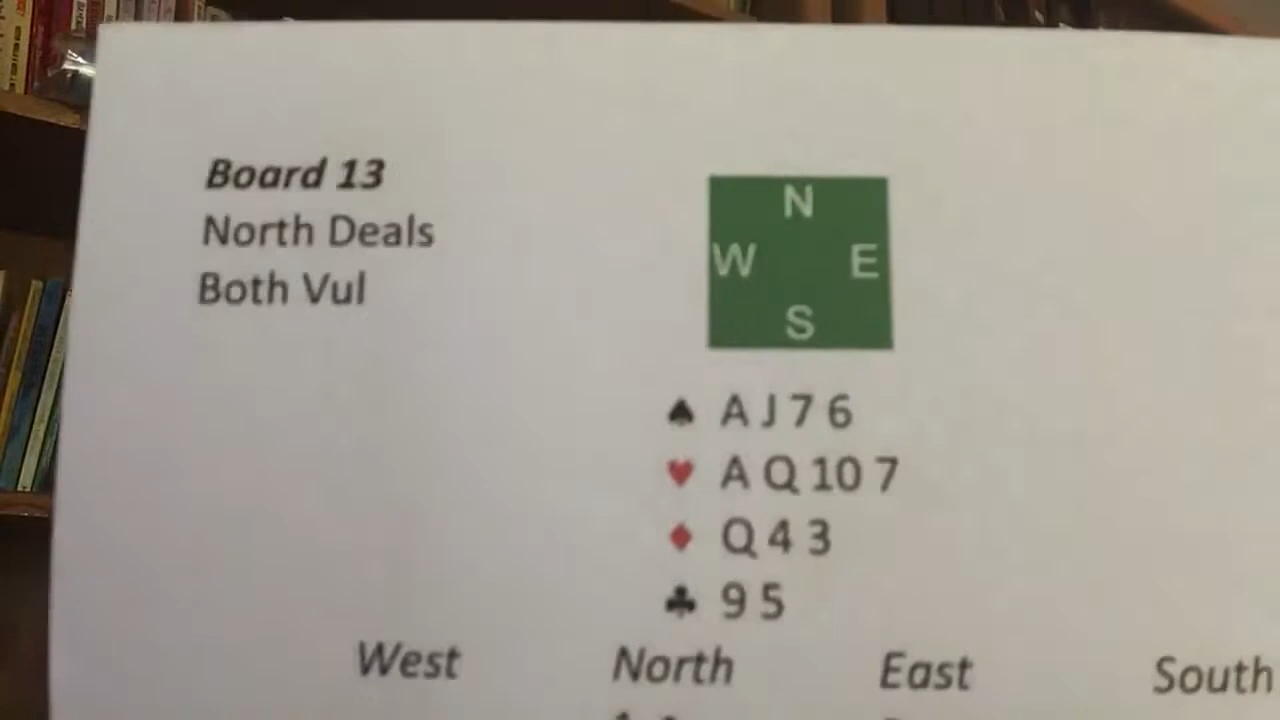 Board 13
North Deals
Both Vul
N
W E
S
♠ A J 7 6
♥ A Q 10 7
♦ Q 4 3
♣ 9 5
West North East South